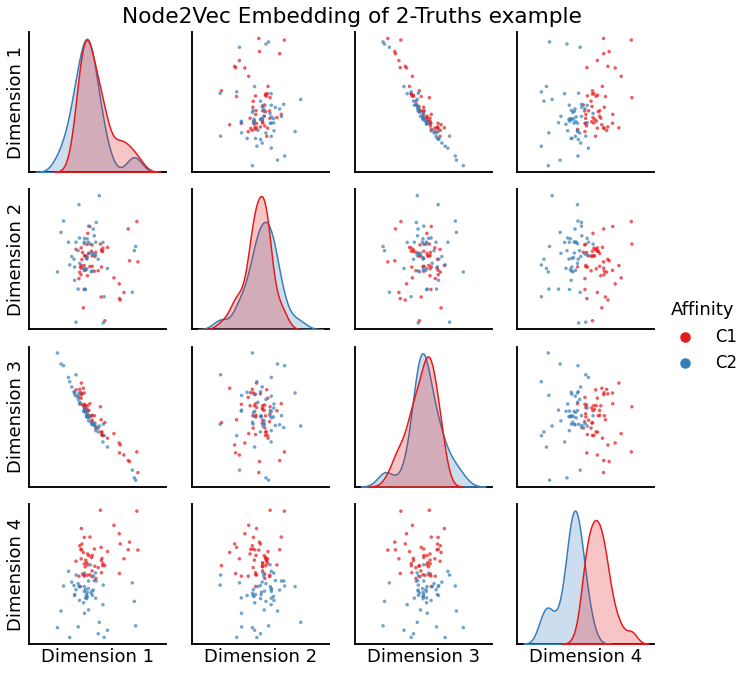 Node2Vec Embedding of 2-Truths example
Dimension 1
Dimension 2
Dimension 3
Dimension 4
Affinity
C1
C2
Dimension 1
Dimension 2
Dimension 3
Dimension 4